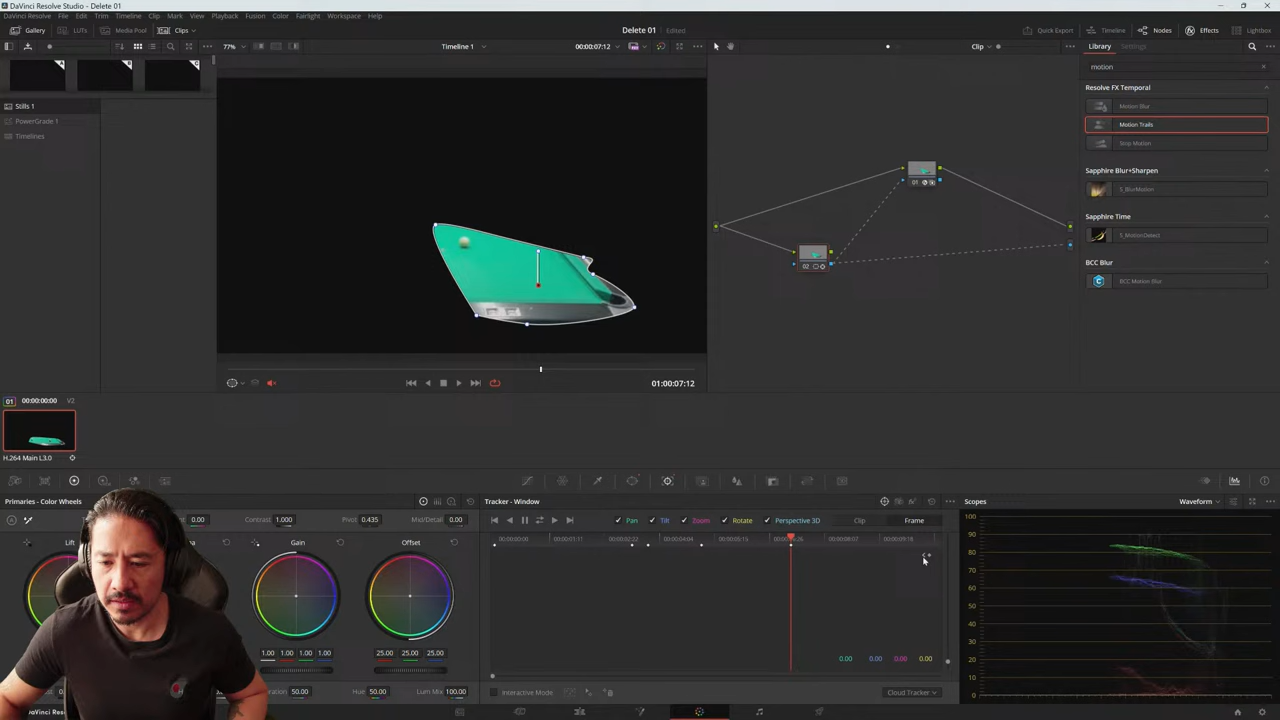 DaVinci Resolve Studio - Delete 01
DaVinci Resolve File Edit Trim Timeline Clip Mark View Playback Fusion Color Fairlight Workspace Help
Gallery LUTs Media Pool Clips Delete 01 Edited Quick Export Timeline Nodes Effects Lightbox
77% Timeline 1 00:00:07:12 Clip Library Settings
motion
Resolve FX Temporal
Stills 1 Motion Blur
PowerGrade 1 Motion Trails
Timelines Stop Motion
Sapphire Blur+Sharpen
01 S_BlurMotion
Sapphire Time
S_MotionDetect
02 BCC Blur
BCC Motion Blur
01:00:07:12
01 00:00:00:00 V2
H.264 Main L3.0
Primaries - Color Wheels Tracker - Window Scopes Waveform
0.00 Contrast 1.000 Pivot 0.435 Mid/Detail 0.00 Pan Tilt Zoom Rotate Perspective 3D Clip Frame
Lift Gain Offset
100
90
80
70
60
50
40
30
20
10
0
1.00 1.00 1.00 1.00 25.00 25.00 25.00 0.00 0.00 0.00 0.00
50.00 Hue 50.00 Lum Mix 100.00 Interactive Mode Cloud Tracker